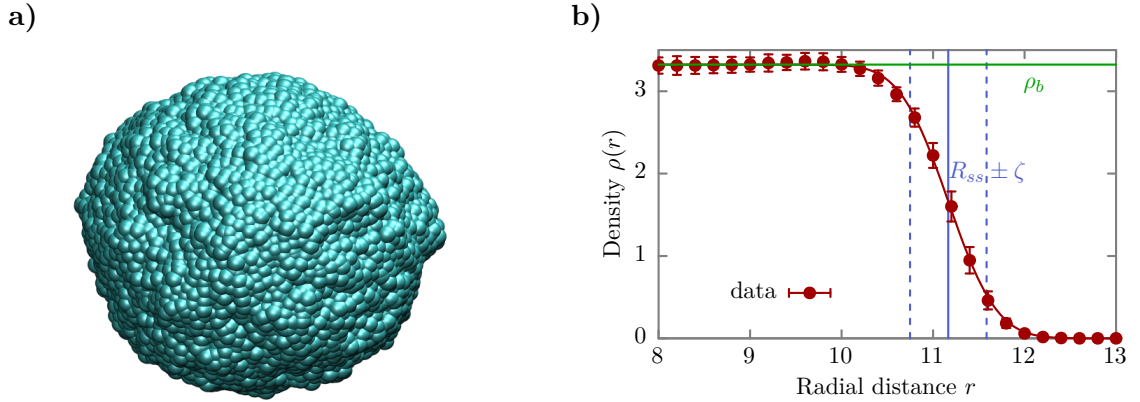 a)
b)
3
2
1
0
Density ρ(r)
ρ_b
R_ss ± ζ
data
8 9 10 11 12 13
Radial distance r